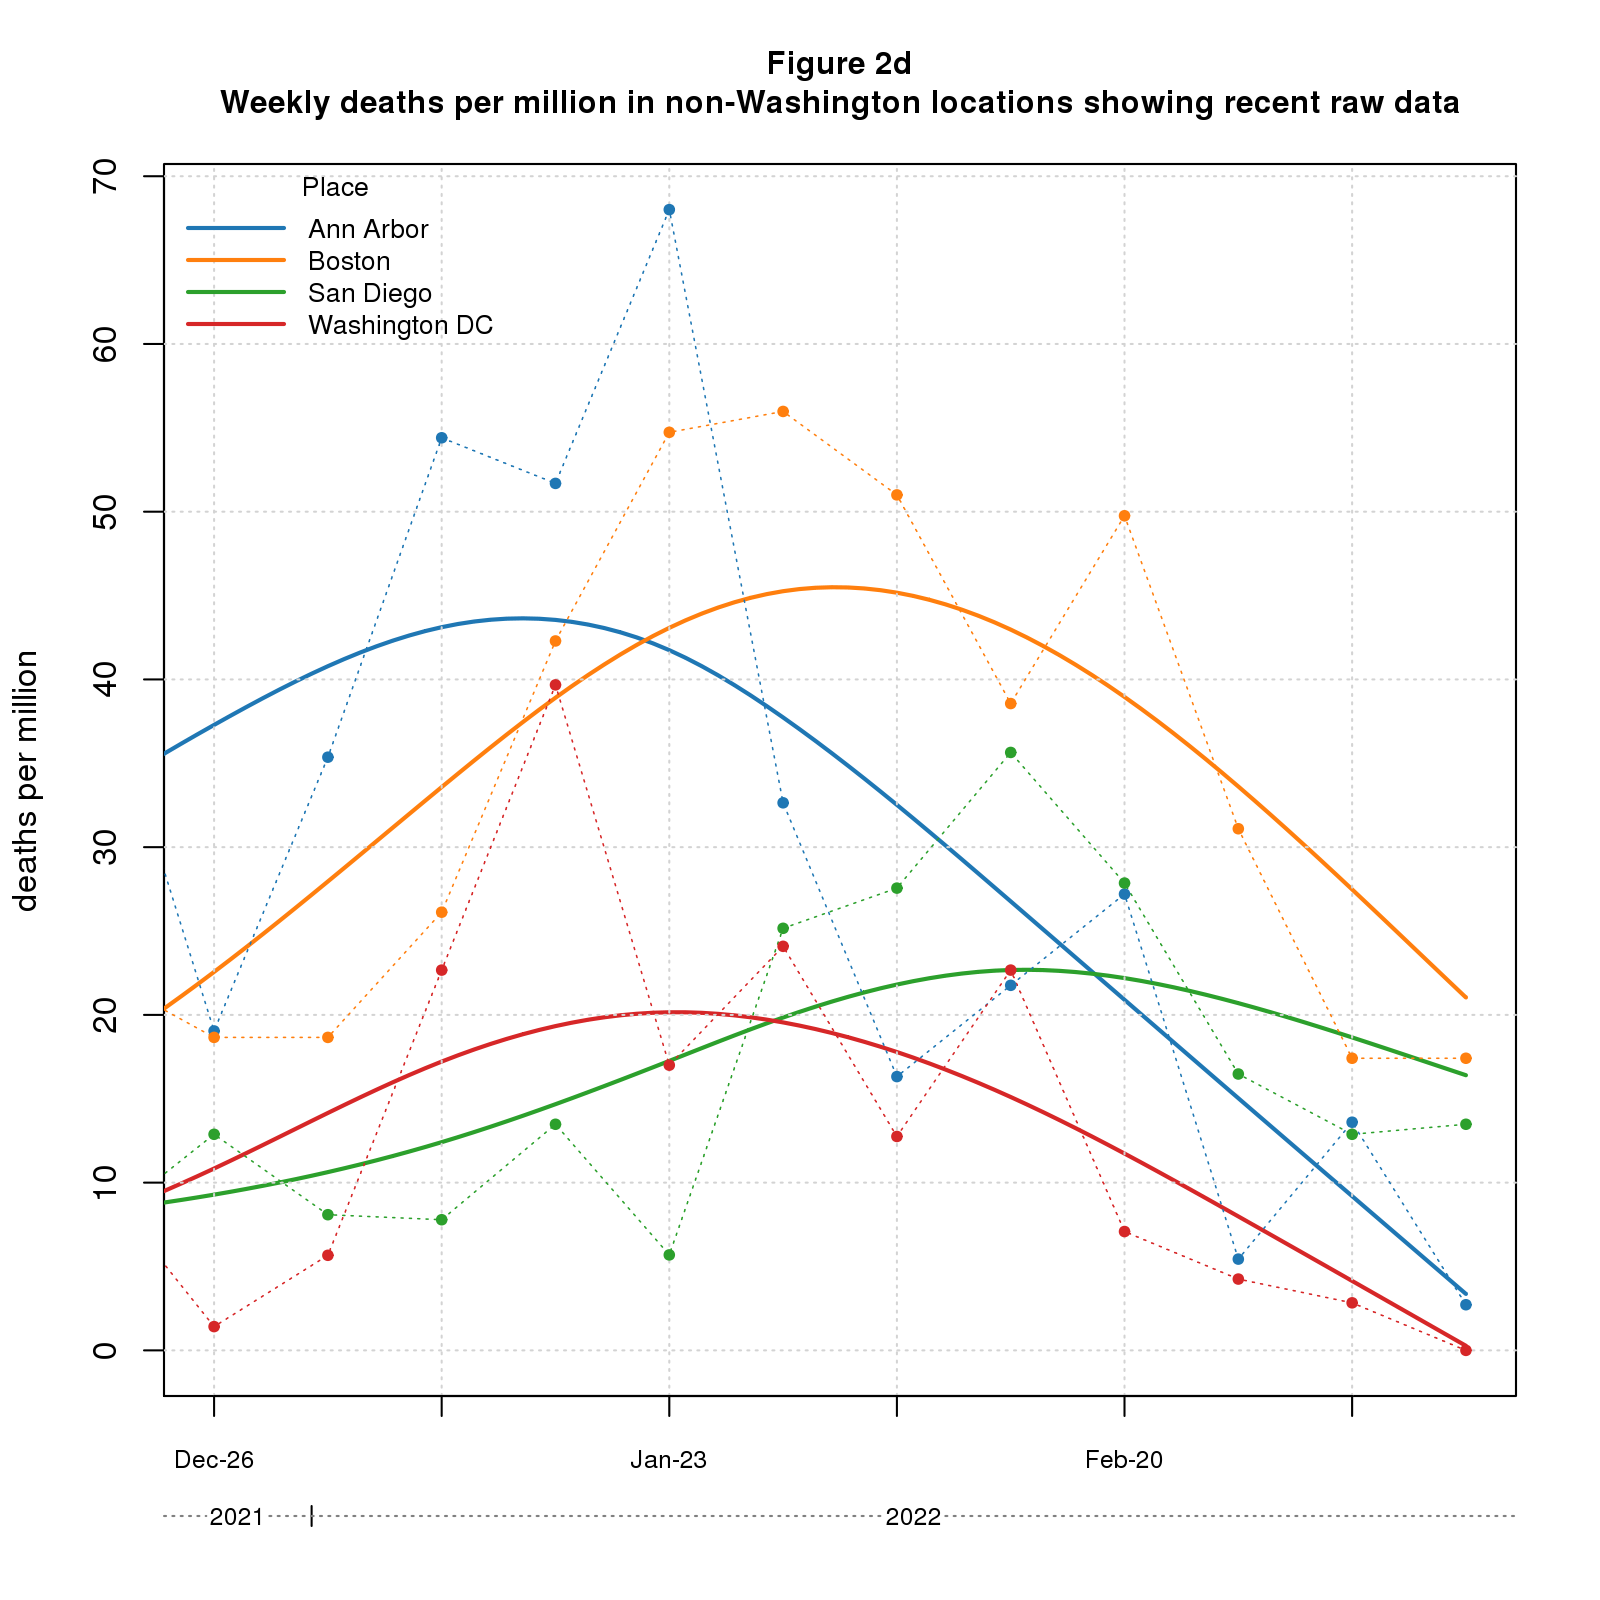 Figure 2d
Weekly deaths per million in non-Washington locations showing recent raw data
Place
Ann Arbor
Boston
San Diego
Washington DC
deaths per million
70
60
50
40
30
20
10
0
Dec-26 Jan-23 Feb-20
2021 2022